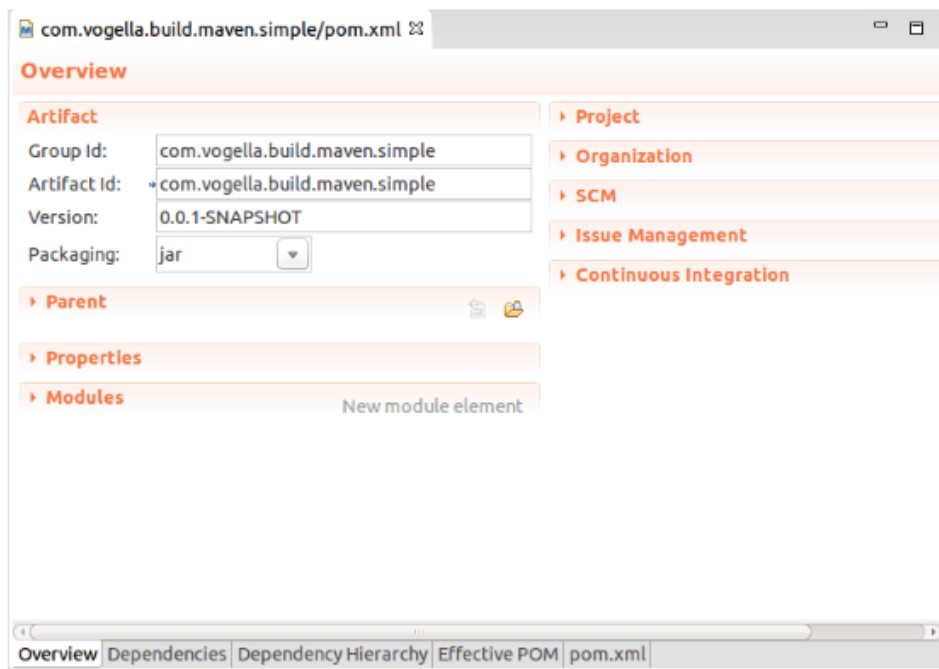 com.vogella.build.maven.simple/pom.xml
Overview
Artifact
Group Id: com.vogella.build.maven.simple
Artifact Id: com.vogella.build.maven.simple
Version: 0.0.1-SNAPSHOT
Packaging: jar
Parent
Properties
Modules
New module element
Project
Organization
SCM
Issue Management
Continuous Integration
Overview Dependencies Dependency Hierarchy Effective POM pom.xml